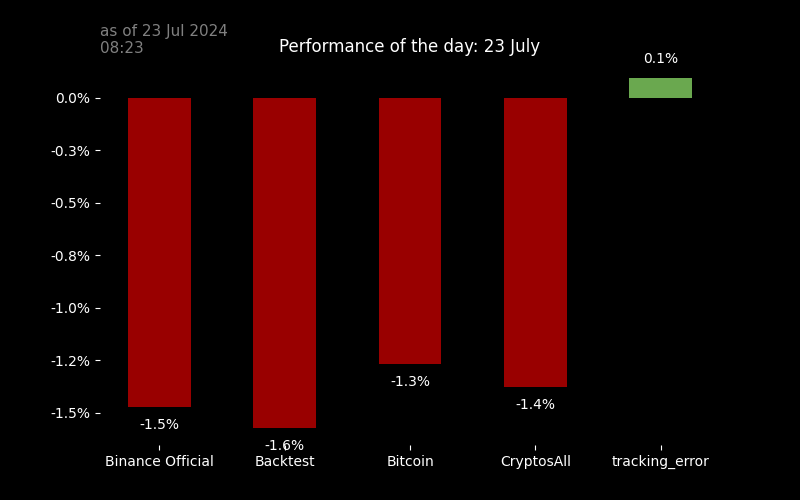 as of 23 Jul 2024
08:23
Performance of the day: 23 July
0.1%
0.0%
-0.3%
-0.5%
-0.8%
-1.0%
-1.2%
-1.5%
-1.5%
-1.6%
-1.3%
-1.4%
Binance Official
Backtest
Bitcoin
CryptosAll
tracking_error